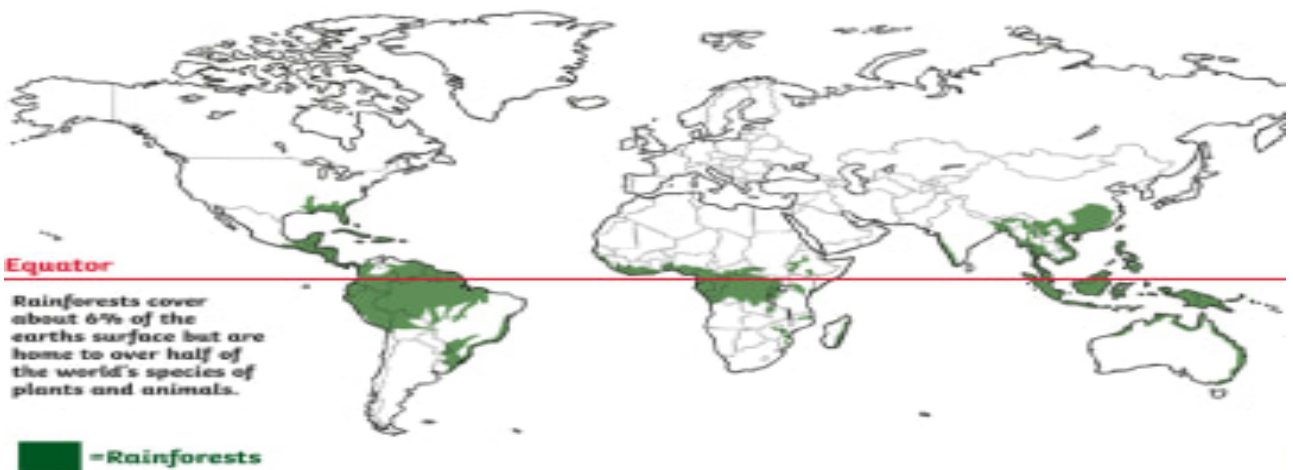 Equator
Rainforests cover
about 6% of the
earths surface but are
home to over half of
the world's species of
plants and animals.
=Rainforests